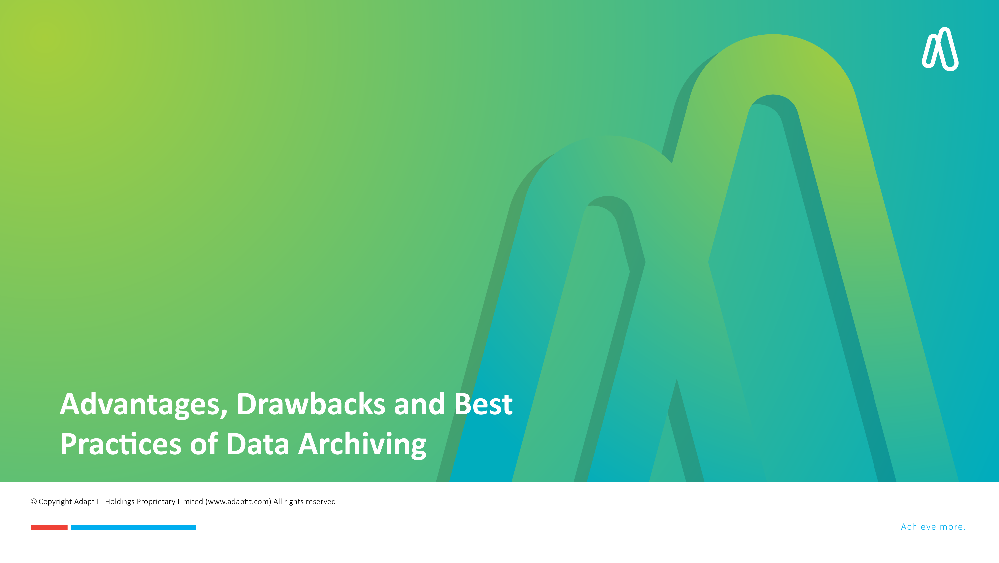 Advantages, Drawbacks and Best
Practices of Data Archiving
© Copyright Adapt IT Holdings Proprietary Limited (www.adaptit.com) All rights reserved.
Achieve more.